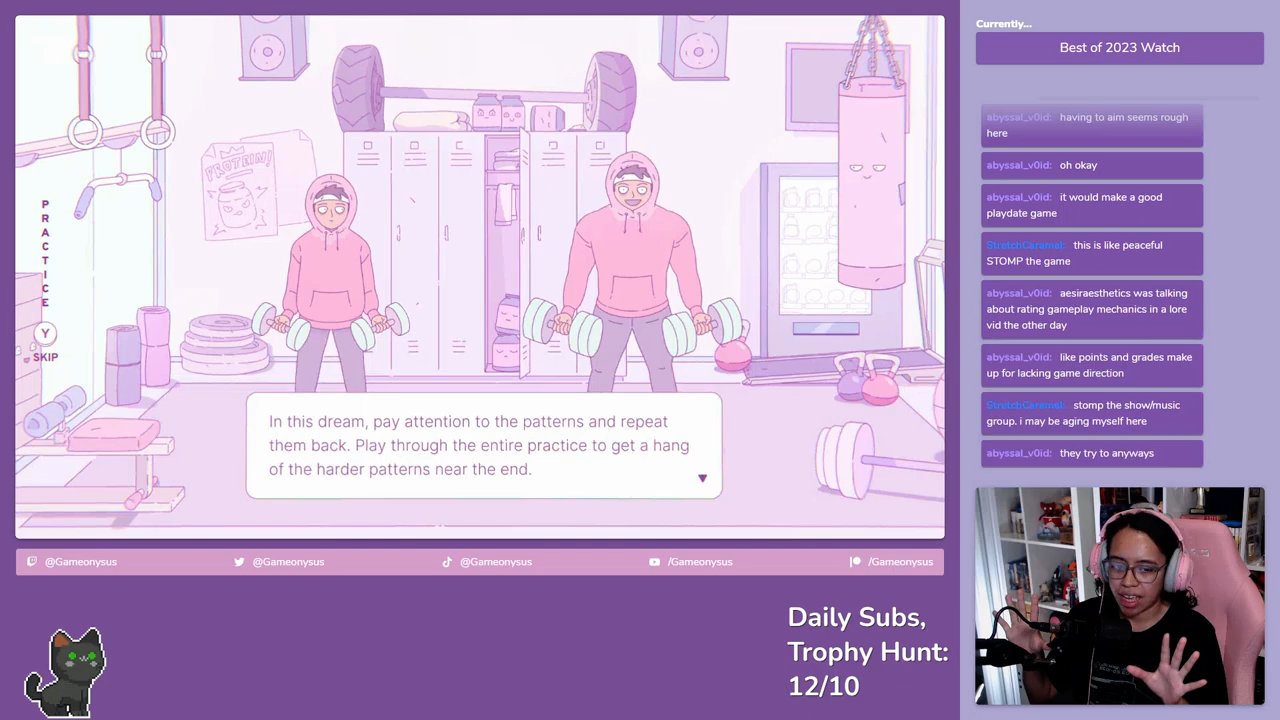 PROTEIN!
PRACTICE
Y
SKIP
In this dream, pay attention to the patterns and repeat
them back. Play through the entire practice to get a hang
of the harder patterns near the end.
@Gameonysus
@Gameonysus
@Gameonysus
/Gameonysus
/Gameonysus
Daily Subs,
Trophy Hunt:
12/10
Currently...
Best of 2023 Watch
abyssal_v0id: having to aim seems rough
here
abyssal_v0id: oh okay
abyssal_v0id: it would make a good
playdate game
StretchCaramel: this is like peaceful
STOMP the game
abyssal_v0id: aesiraesthetics was talking
about rating gameplay mechanics in a lore
vid the other day
abyssal_v0id: like points and grades make
up for lacking game direction
StretchCaramel: stomp the show/music
group. i may be aging myself here
abyssal_v0id: they try to anyways